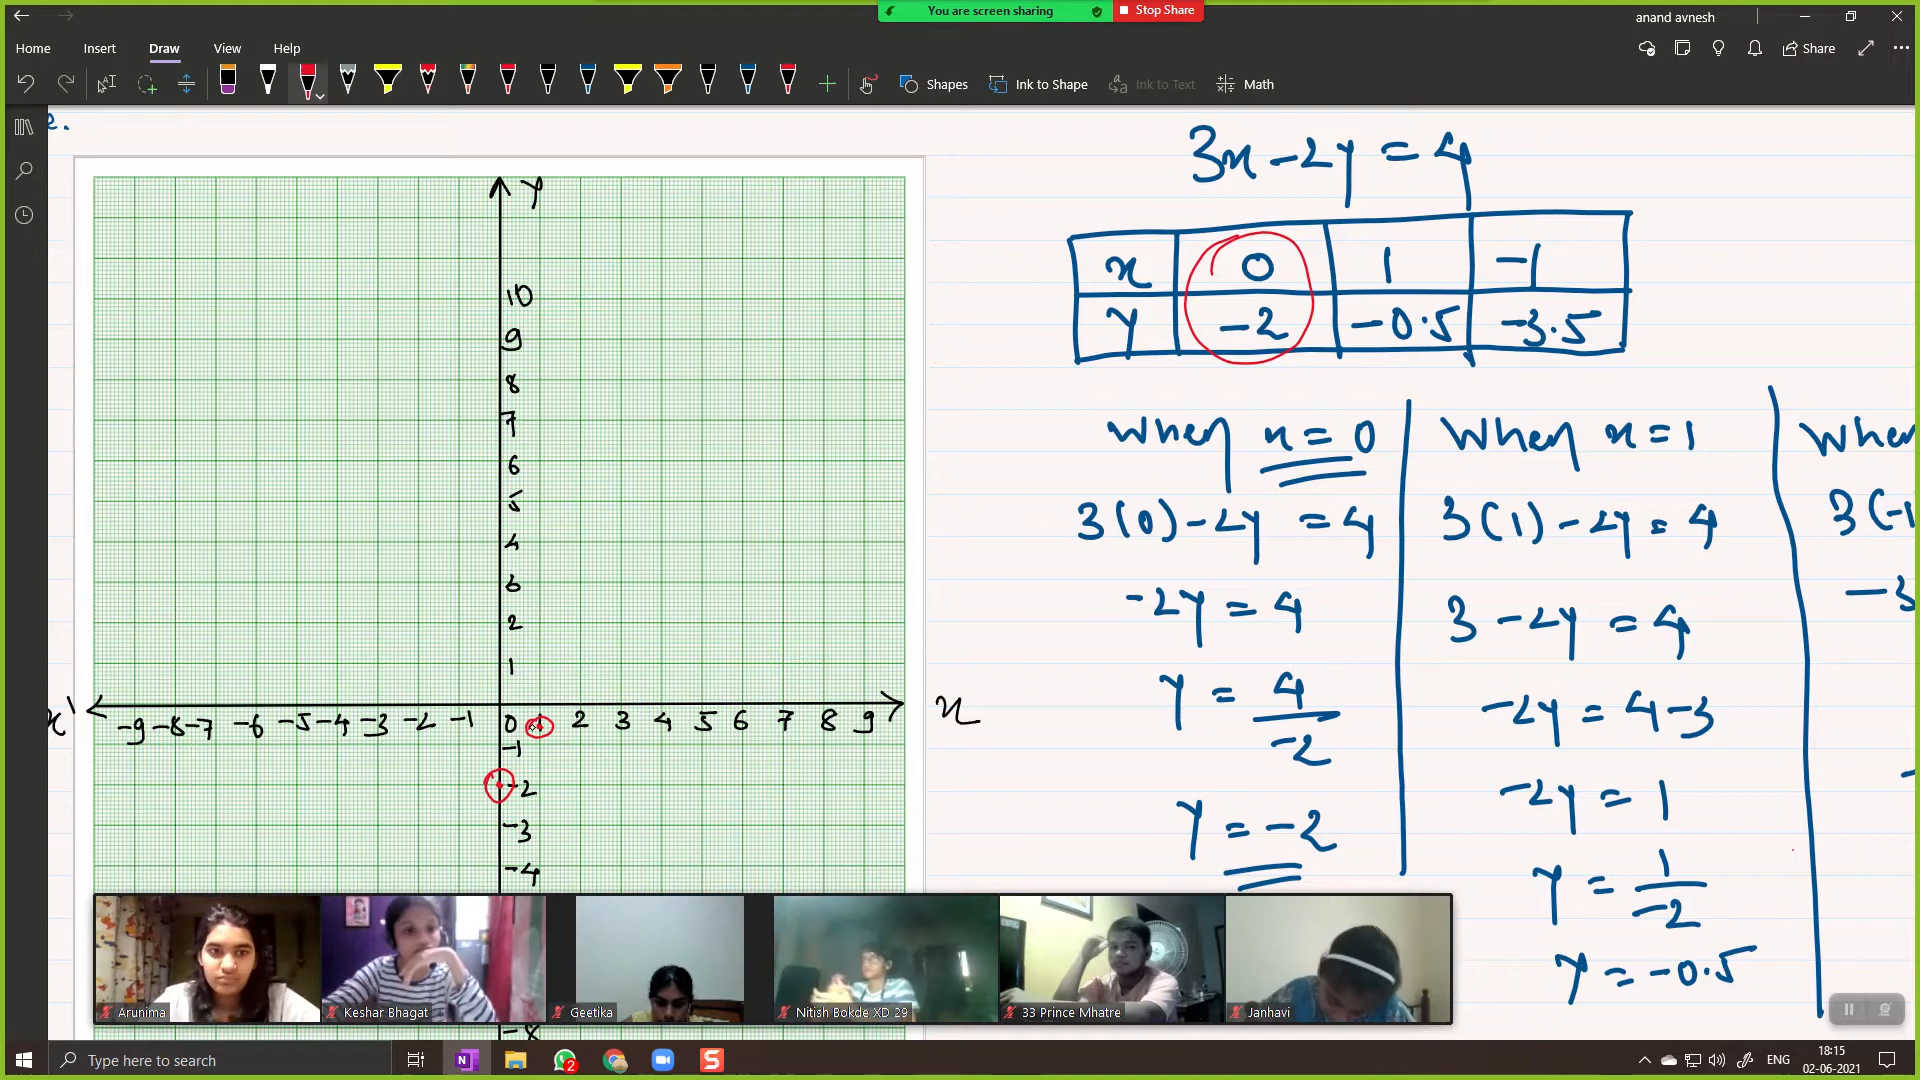 You are screen sharing Stop Share
anand avnesh
Home Insert Draw View Help
Share
Shapes Ink to Shape Ink to Text Math
e.
3x - 2y = 4
Y
x 0 1 -1
Y -2 -0.5 -3.5
10
9
8
7
6
5
4
3
2
1
x' -9 -8 -7 -6 -5 -4 -3 -2 -1 0 1 2 3 4 5 6 7 8 9 x
-1
-2
-3
-4
-8
When x = 0
3(0) - 2y = 4
-2y = 4
y = 4/-2
y = -2
When x = 1
3(1) - 2y = 4
3 - 2y = 4
-2y = 4 - 3
-2y = 1
y = 1/-2
y = -0.5
When
3(-1
-3
-
Arunima Keshar Bhagat Geetika Nitish Bokde XD 29 33 Prince Mhatre Janhavi
Type here to search
2
ENG
18:15
02-06-2021